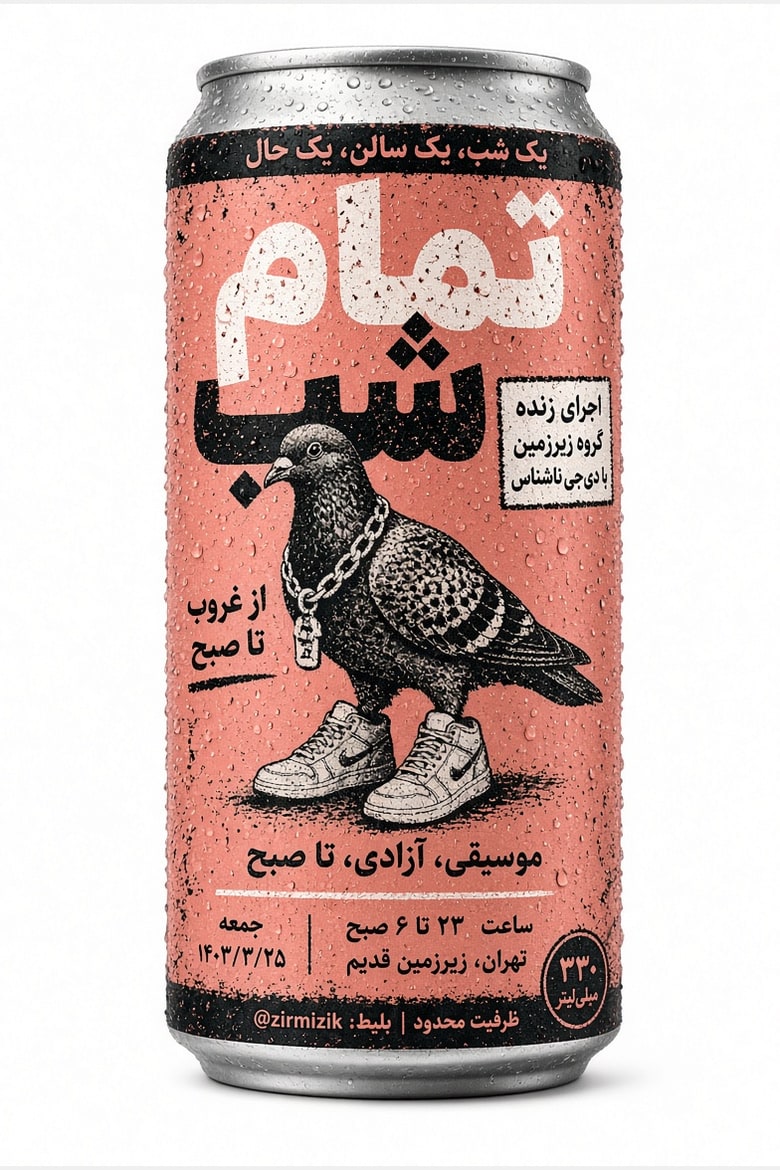 یک شب، یک سالن، یک حال
تمام
شب
اجرای زنده
گروه زیرزمین
با دی‌جی ناشناس
از غروب
تا صبح
موسیقی، آزادی، تا صبح
ساعت ۲۳ تا ۶ صبح
تهران، زیرزمین قدیم
جمعه
۱۴۰۳/۳/۲۵
۳۳۰
میلی‌لیتر
ظرفیت محدود | بلیط: @zirmizik